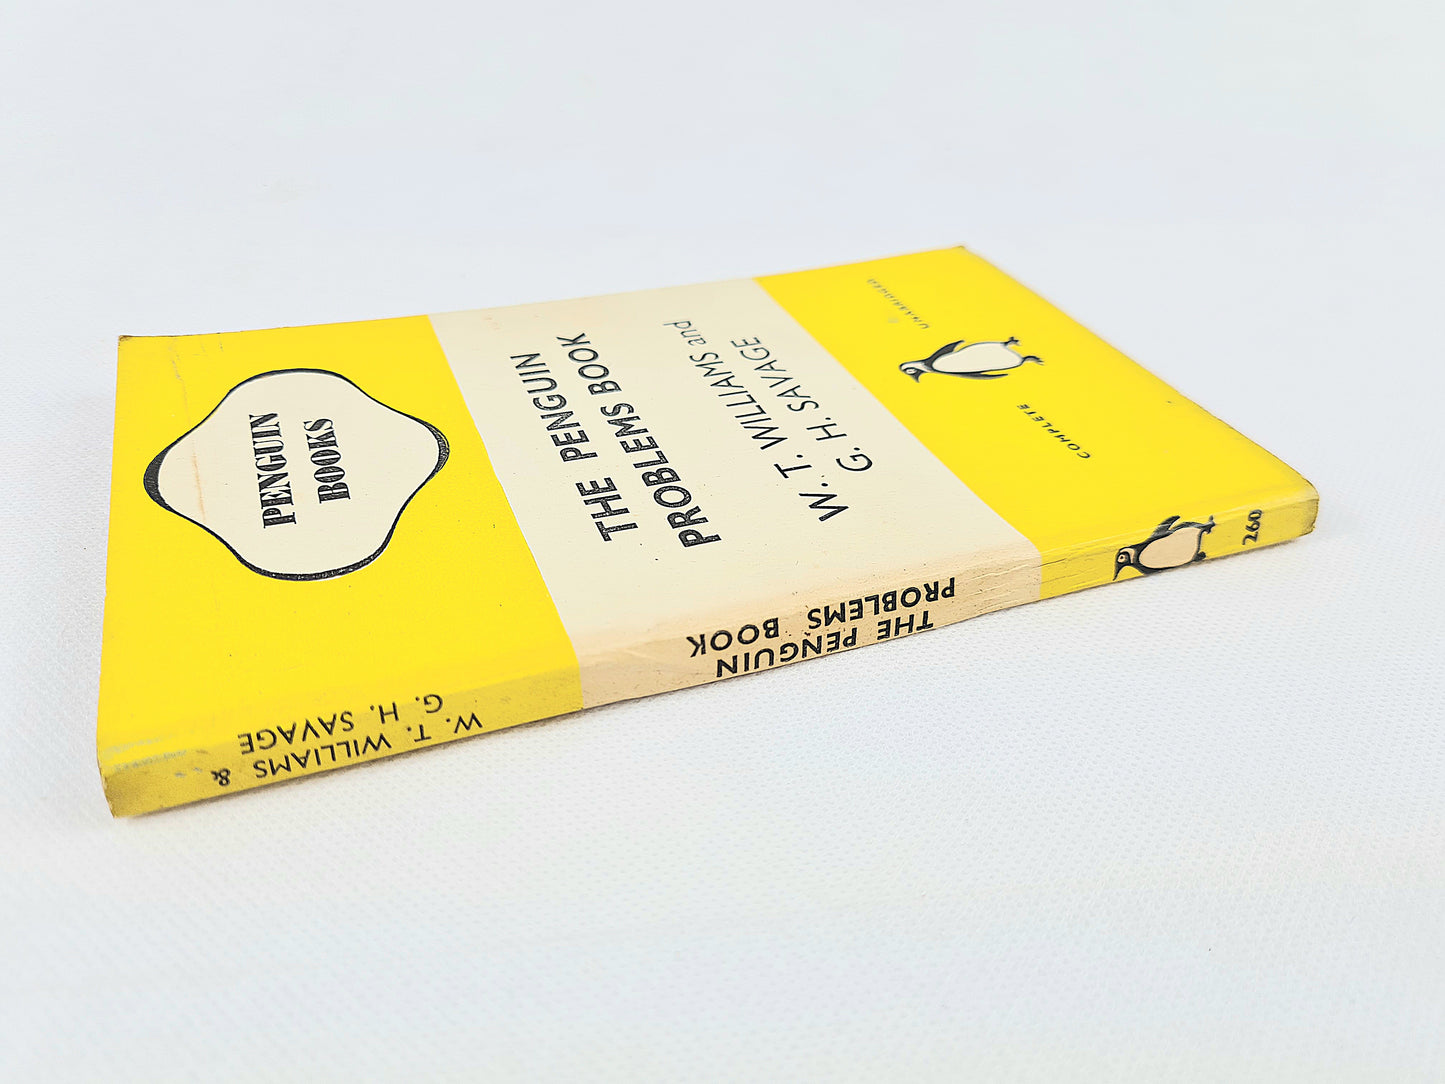 PENGUIN
BOOKS
THE PENGUIN
PROBLEMS BOOK
W. T. WILLIAMS and
G. H. SAVAGE
COMPLETE
UNABRIDGED
W. T. WILLIAMS &
G. H. SAVAGE
THE PENGUIN
PROBLEMS BOOK
260